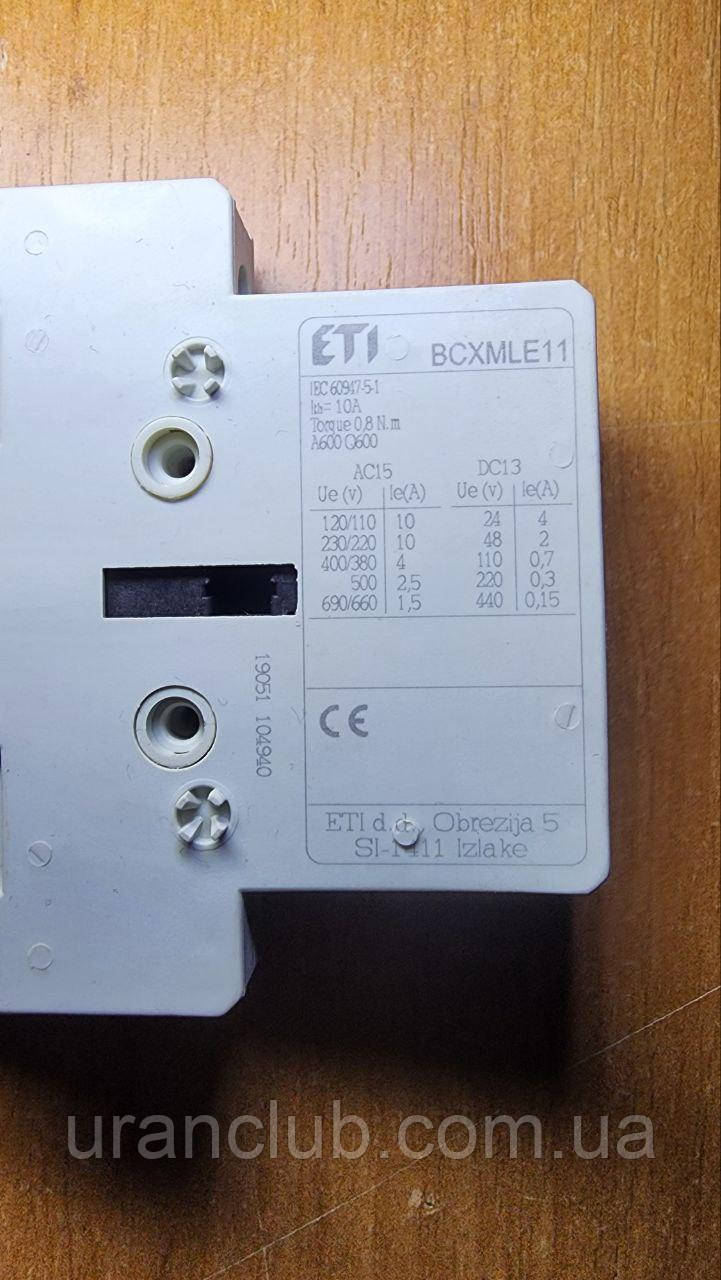 ETI BCXMLE11
IEC 60947-5-1
Ith= 10A
Torque 0,8 N.m
A600 Q600
AC15 DC13
Ue (v) Ie(A) Ue (v) Ie(A)
120/110 10 24 4
230/220 10 48 2
400/380 4 110 0,7
500 2,5 220 0,3
690/660 1,5 440 0,15
19051 104940
CE
ETI d.d., Obrezija 5
SI-1411 Izlake
uranclub.com.ua